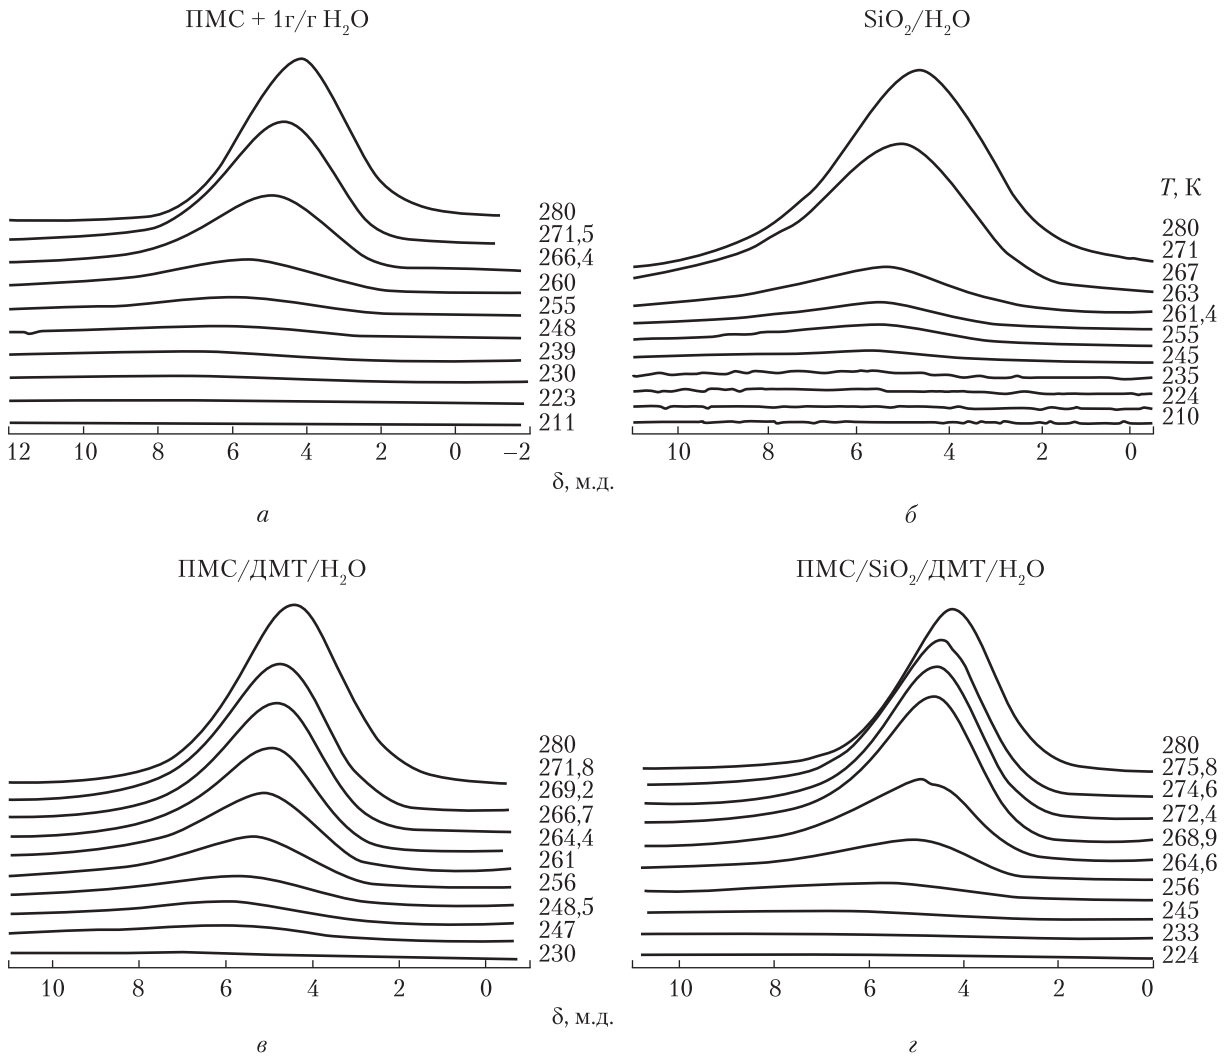 ПМС + 1г/г H₂O
280
271,5
266,4
260
255
248
239
230
223
211
12 10 8 6 4 2 0 –2
δ, м.д.
а
SiO₂/H₂O
T, К
280
271
267
263
261,4
255
245
235
224
210
10 8 6 4 2 0
б
ПМС/ДМТ/H₂O
280
271,8
269,2
266,7
264,4
261
256
248,5
247
230
10 8 6 4 2 0
δ, м.д.
в
ПМС/SiO₂/ДМТ/H₂O
280
275,8
274,6
272,4
268,9
264,6
256
245
233
224
10 8 6 4 2 0
г